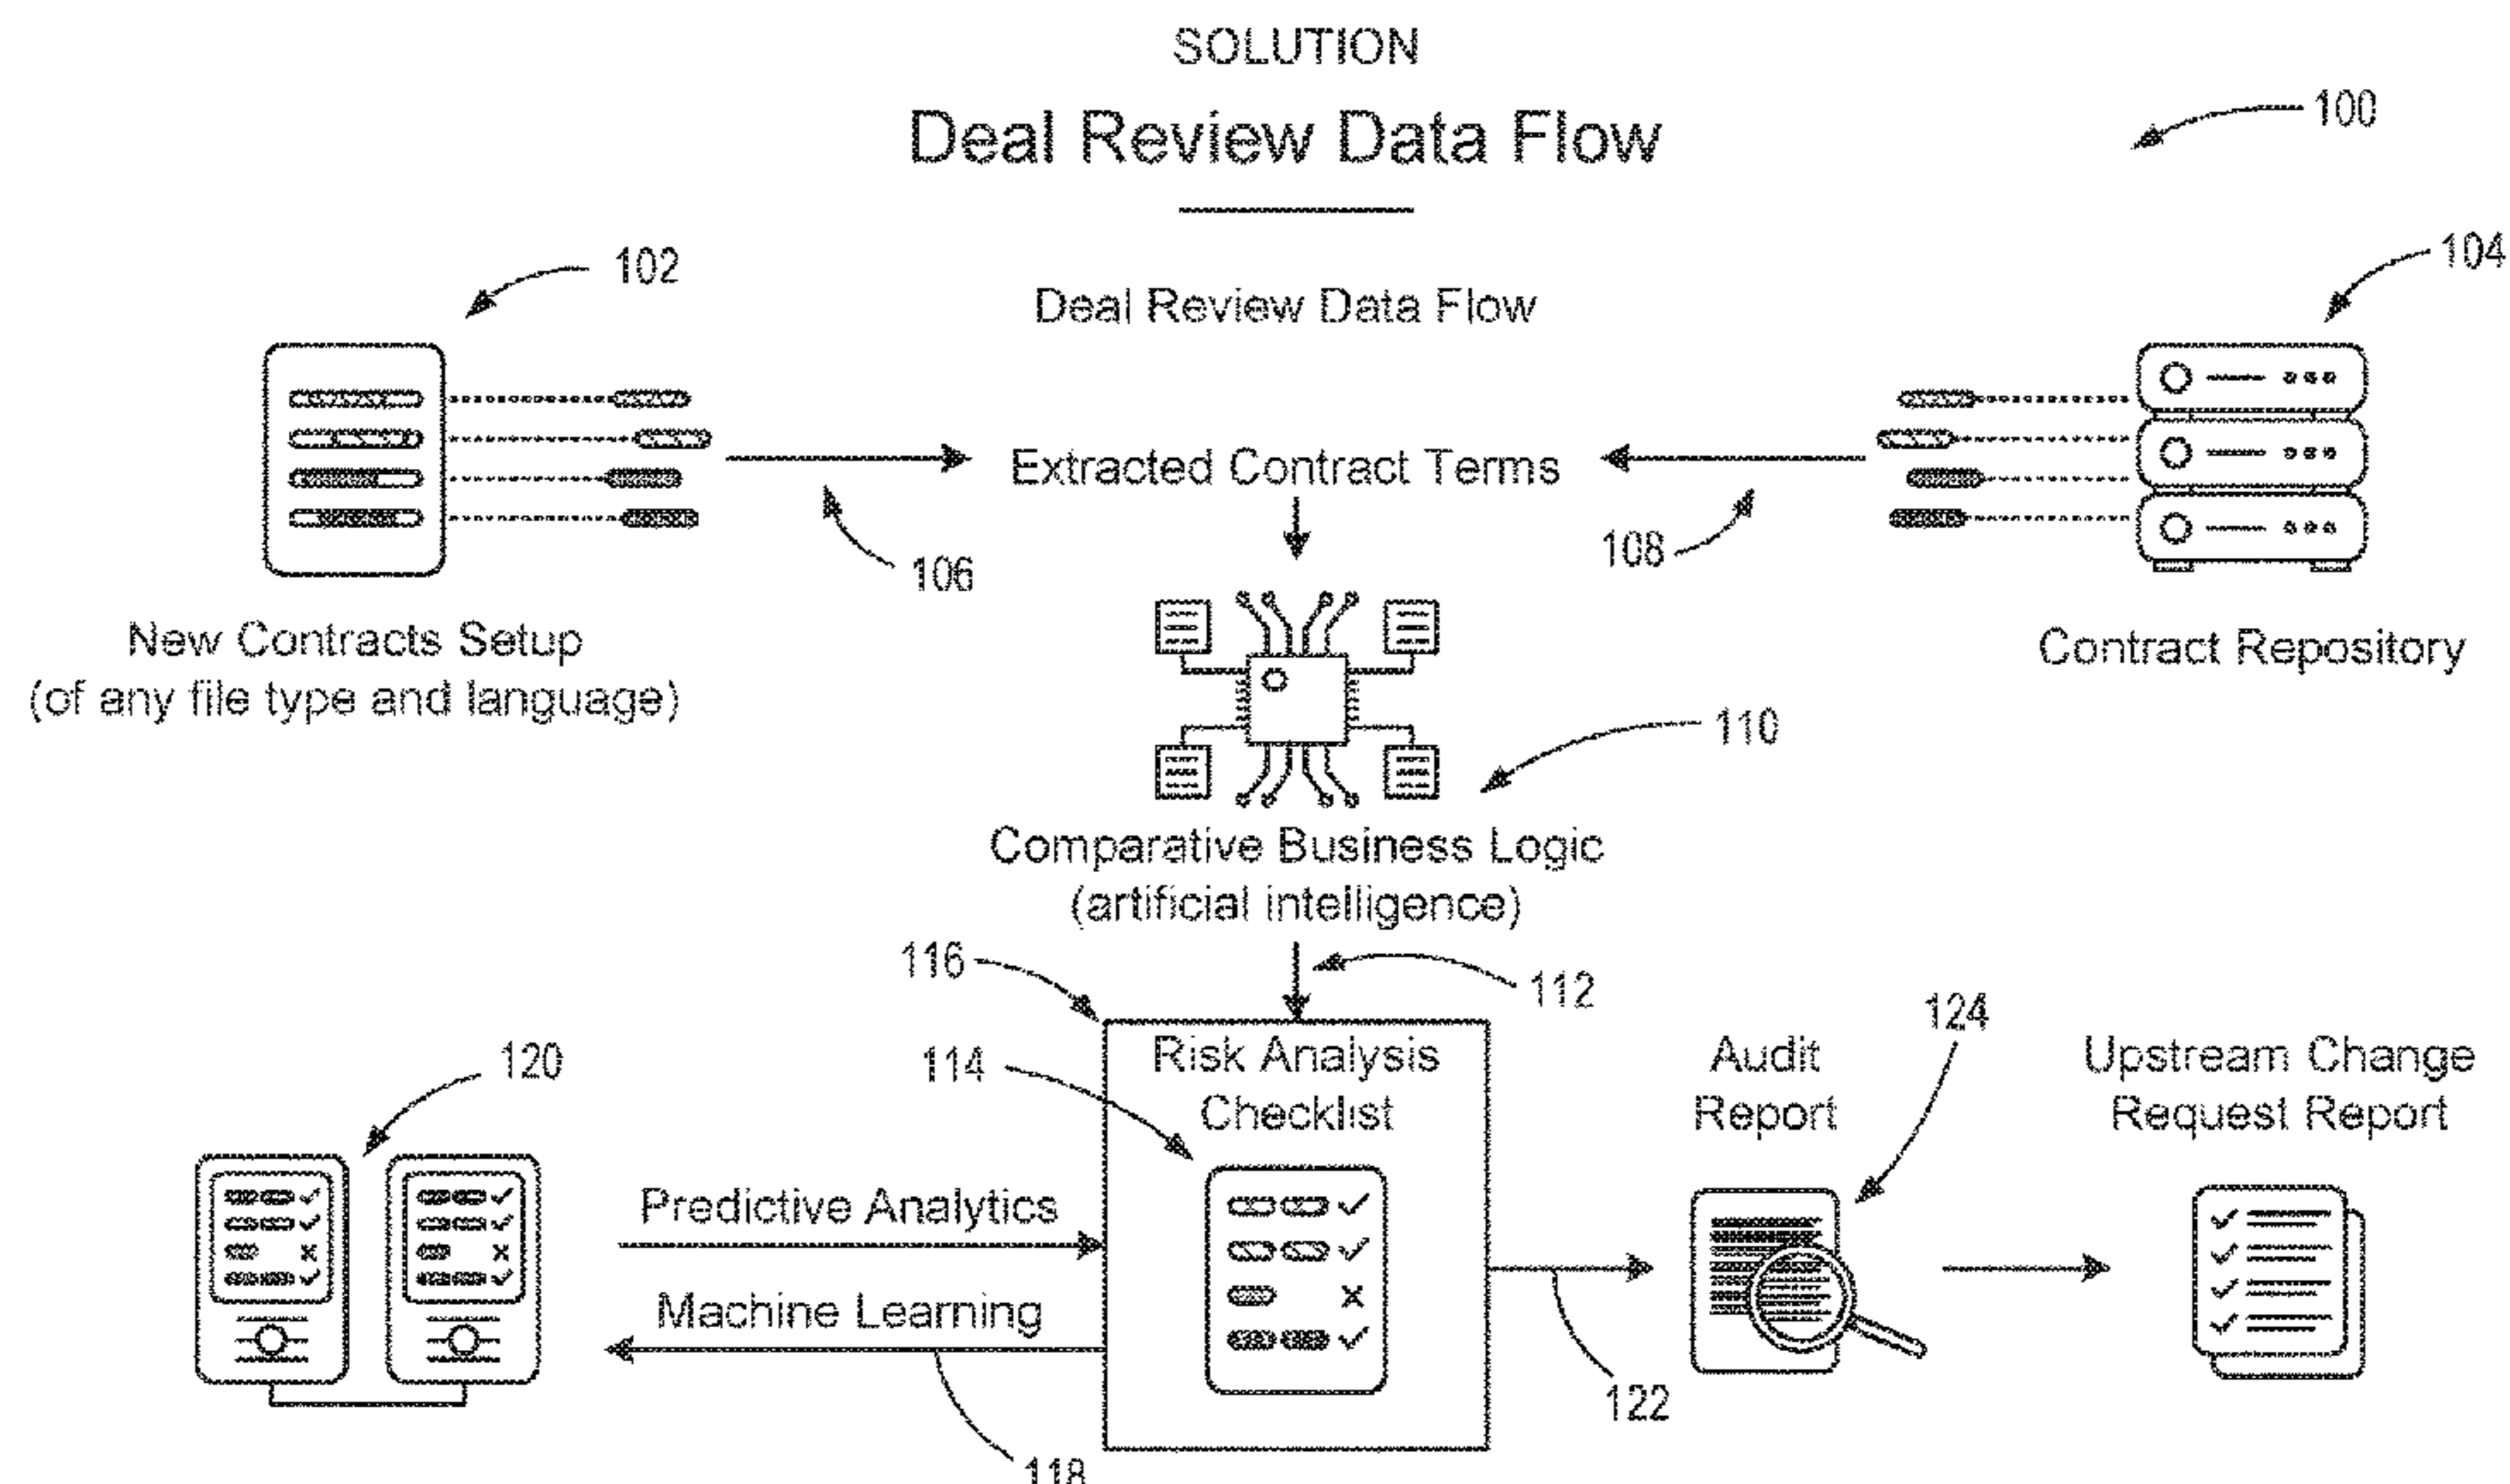 SOLUTION
Deal Review Data Flow
100
102
104
Deal Review Data Flow
Extracted Contract Terms
106
108
New Contracts Setup
(of any file type and language)
Contract Repository
110
Comparative Business Logic
(artificial intelligence)
116
112
124
120
114
Risk Analysis
Checklist
Audit
Report
Upstream Change
Request Report
Predictive Analytics
Machine Learning
122
118